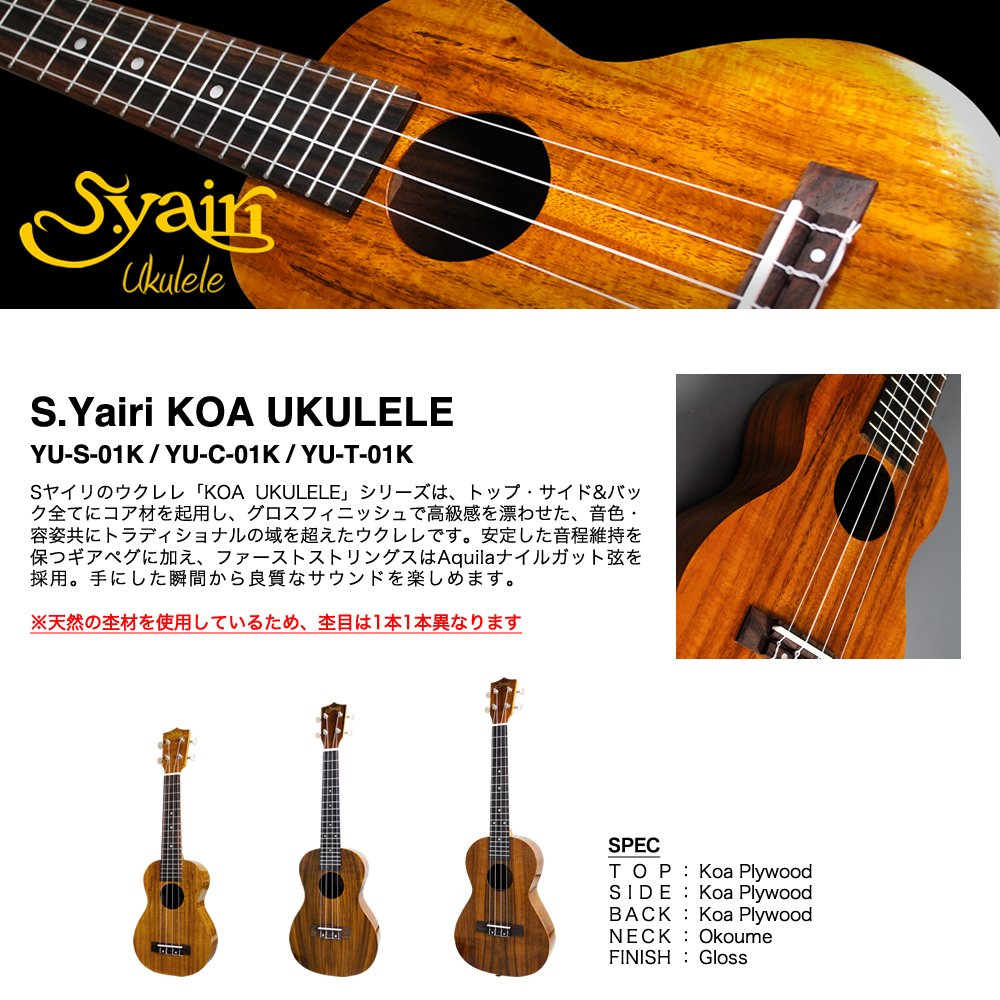 S.yairi
Ukulele
S.Yairi KOA UKULELE
YU-S-01K / YU-C-01K / YU-T-01K
Sヤイリのウクレレ「KOA UKULELE」シリーズは、トップ・サイド&バッ
ク全てにコア材を起用し、グロスフィニッシュで高級感を漂わせた、音色・
容姿共にトラディショナルの域を超えたウクレレです。安定した音程維持を
保つギアペグに加え、ファーストストリングスはAquilaナイルガット弦を
採用。手にした瞬間から良質なサウンドを楽しめます。
※天然の杢材を使用しているため、杢目は1本1本異なります
SPEC
TOP : Koa Plywood
SIDE : Koa Plywood
BACK : Koa Plywood
NECK : Okoume
FINISH : Gloss